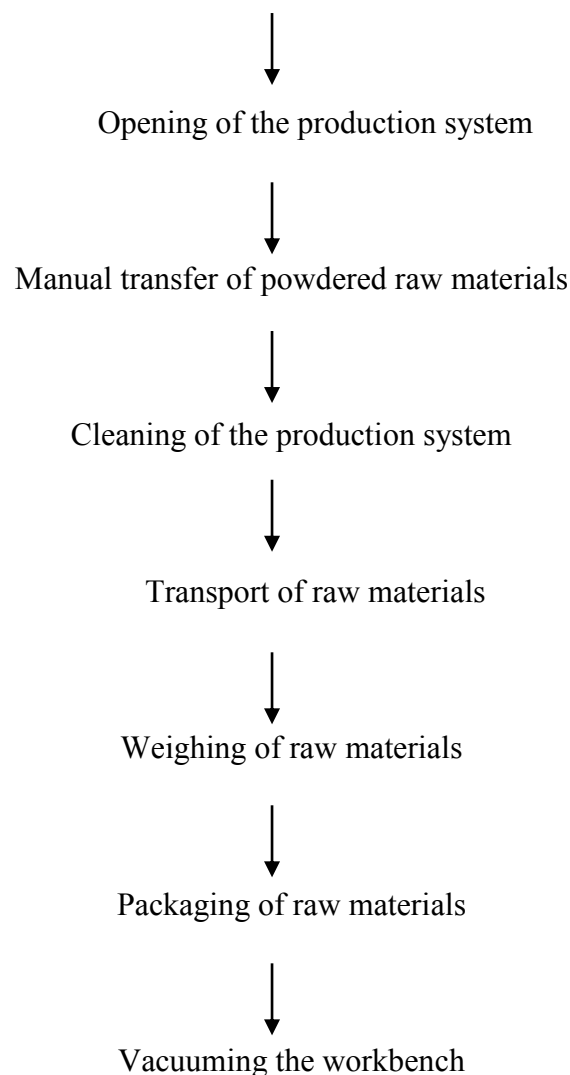 Opening of the production system
Manual transfer of powdered raw materials
Cleaning of the production system
Transport of raw materials
Weighing of raw materials
Packaging of raw materials
Vacuuming the workbench